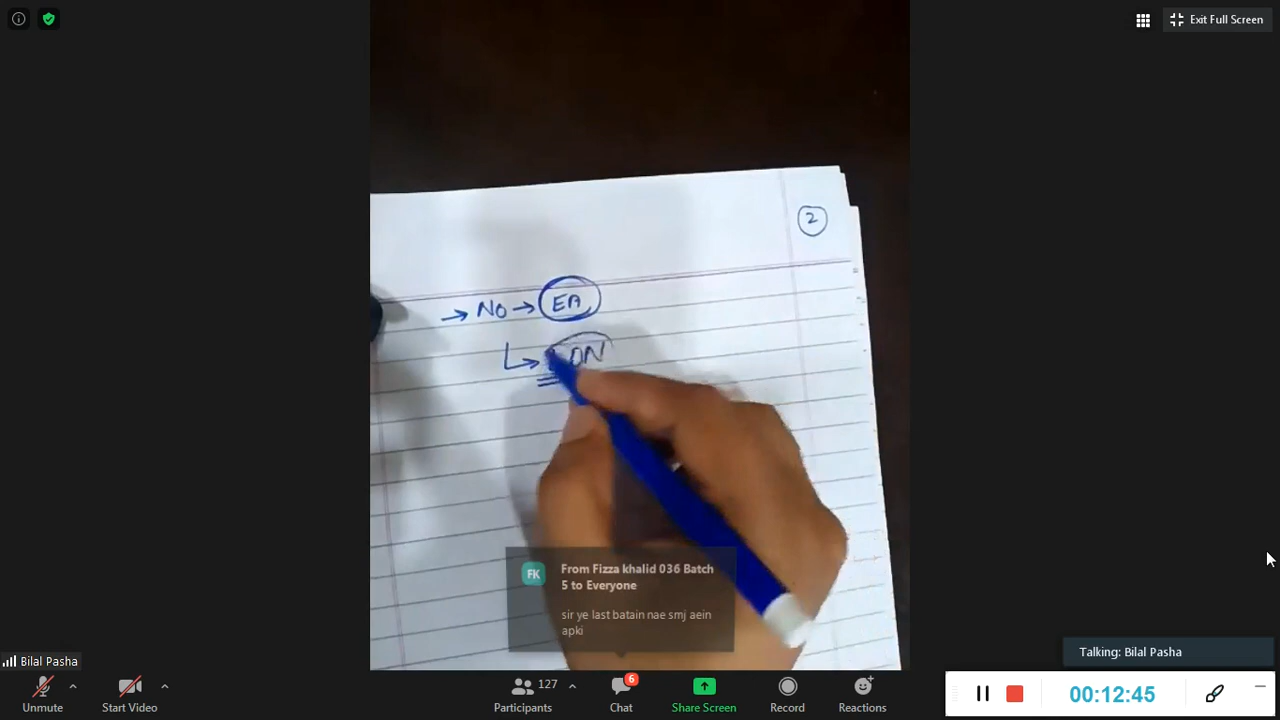 Exit Full Screen
2
→ No → EA
↳ DN
FK
From Fizza khalid 036 Batch
5 to Everyone
sir ye last batain nae smj aein
apki
Bilal Pasha
Talking: Bilal Pasha
Unmute
Start Video
127
Participants
6
Chat
Share Screen
Record
Reactions
00:12:45